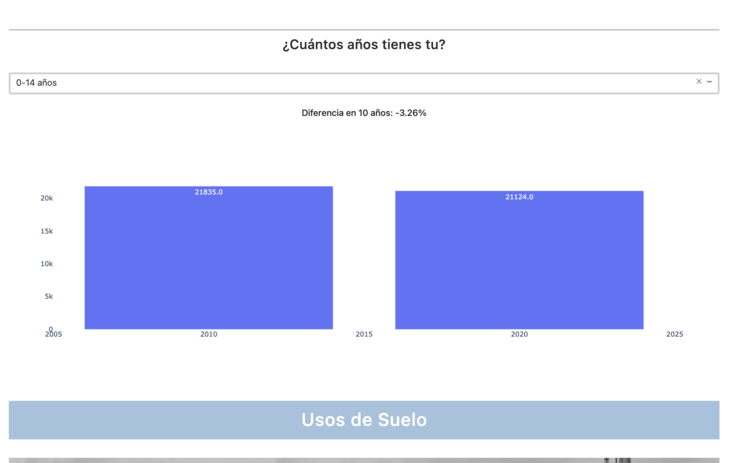 ¿Cuántos años tienes tu?
0-14 años
Diferencia en 10 años: -3.26%
21835.0
21124.0
20k
15k
10k
5k
0
2005
2010
2015
2020
2025
Usos de Suelo